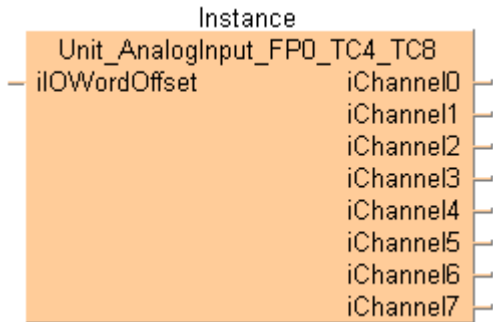 Instance
Unit_AnalogInput_FP0_TC4_TC8
iIOWordOffset iChannel0
iChannel1
iChannel2
iChannel3
iChannel4
iChannel5
iChannel6
iChannel7